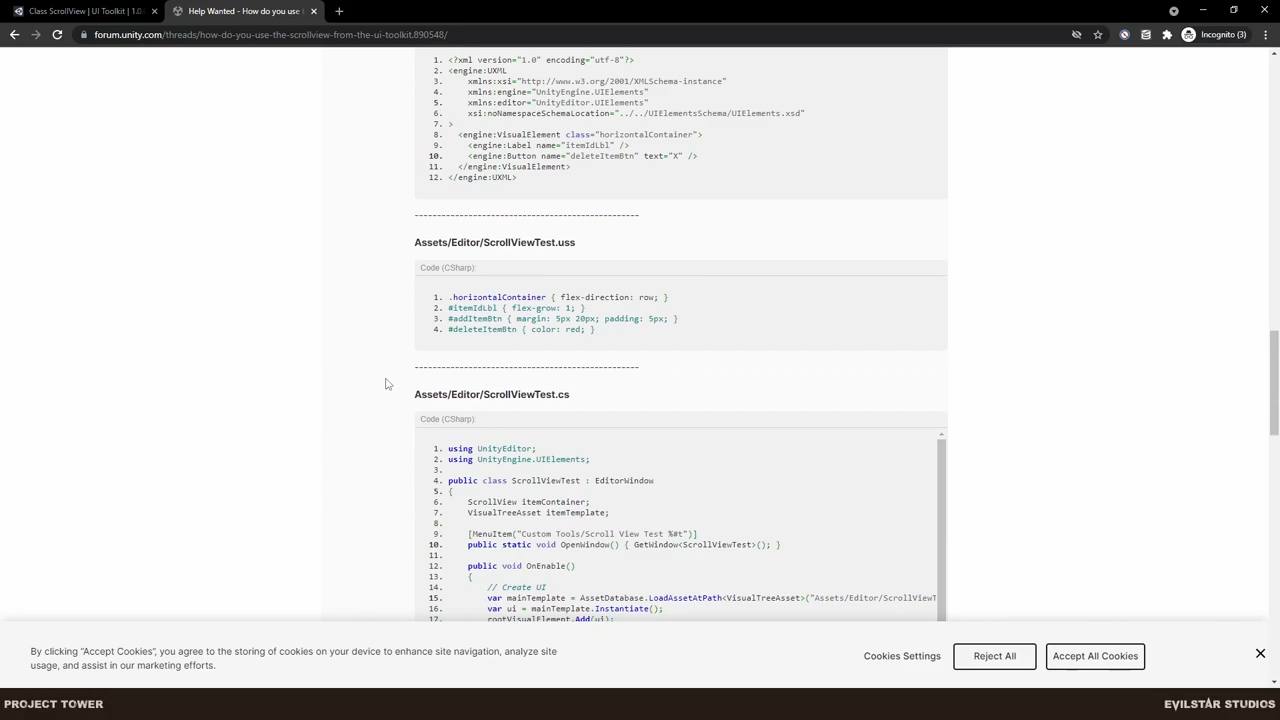 Class ScrollView | UI Toolkit | 1.0.
Help Wanted - How do you use t
forum.unity.com/threads/how-do-you-use-the-scrollview-from-the-ui-toolkit.890548/
Incognito (3)
1. <?xml version="1.0" encoding="utf-8"?>
2. <engine:UXML
3. xmlns:xsi="http://www.w3.org/2001/XMLSchema-instance"
4. xmlns:engine="UnityEngine.UIElements"
5. xmlns:editor="UnityEditor.UIElements"
6. xsi:noNamespaceSchemaLocation="../../UIElementsSchema/UIElements.xsd"
7. >
8. <engine:VisualElement class="horizontalContainer">
9. <engine:Label name="itemIdLbl" />
10. <engine:Button name="deleteItemBtn" text="X" />
11. </engine:VisualElement>
12. </engine:UXML>
--------------------------------------------------
Assets/Editor/ScrollViewTest.uss
Code (CSharp):
1. .horizontalContainer { flex-direction: row; }
2. #itemIdLbl { flex-grow: 1; }
3. #addItemBtn { margin: 5px 20px; padding: 5px; }
4. #deleteItemBtn { color: red; }
--------------------------------------------------
Assets/Editor/ScrollViewTest.cs
Code (CSharp):
1. using UnityEditor;
2. using UnityEngine.UIElements;
3.
4. public class ScrollViewTest : EditorWindow
5. {
6. ScrollView itemContainer;
7. VisualTreeAsset itemTemplate;
8.
9. [MenuItem("Custom Tools/Scroll View Test %#t")]
10. public static void OpenWindow() { GetWindow<ScrollViewTest>(); }
11.
12. public void OnEnable()
13. {
14. // Create UI
15. var mainTemplate = AssetDatabase.LoadAssetAtPath<VisualTreeAsset>("Assets/Editor/ScrollViewT
16. var ui = mainTemplate.Instantiate();
17. rootVisualElement.Add(ui);
By clicking “Accept Cookies”, you agree to the storing of cookies on your device to enhance site navigation, analyze site
usage, and assist in our marketing efforts.
Cookies Settings
Reject All
Accept All Cookies
PROJECT TOWER
EVILSTAR STUDIOS